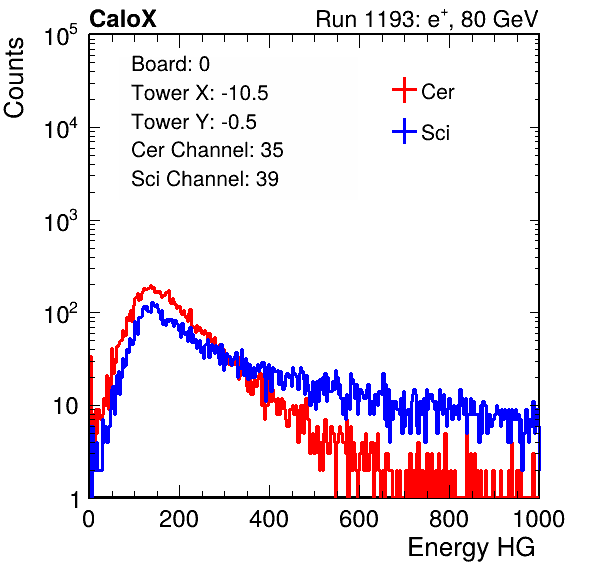 CaloX Run 1193: e⁺, 80 GeV
Counts
10⁵
10⁴
10³
10²
10
1
Board: 0
Tower X: -10.5
Tower Y: -0.5
Cer Channel: 35
Sci Channel: 39
Cer
Sci
0 200 400 600 800 1000
Energy HG